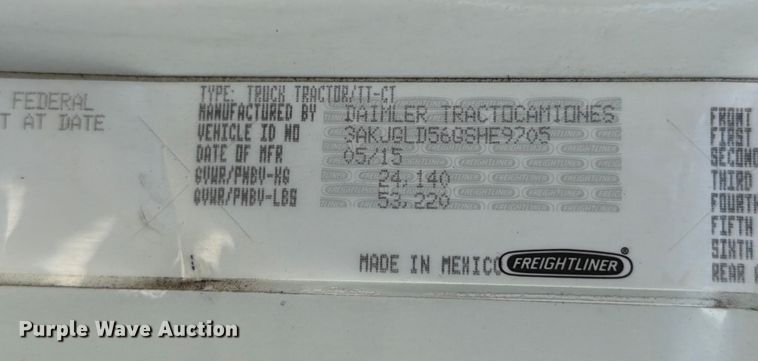 FEDERAL
T AT DATE
TYPE: TRUCK TRACTOR/TT-CT
MANUFACTURED BY DAIMLER TRACTOCAMIONES
VEHICLE ID NO 3AKJGLD56GSHE9205
DATE OF MFR 05/15
GVWR/PNBV-KG 24,140
GVWR/PNBV-LBS 53,220
MADE IN MEXICO FREIGHTLINER®
FRONT
FIRST
SECOND
THIRD
FOURTH
FIFTH
SIXTH
REAR
Purple Wave Auction